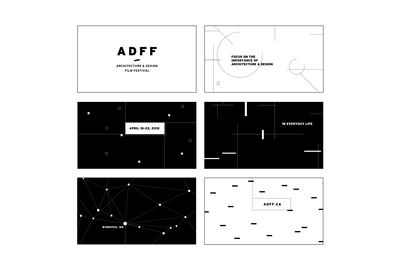 ADFF
ARCHITECTURE & DESIGN
FILM FESTIVAL
FOCUS ON THE
IMPORTANCE OF
ARCHITECTURE & DESIGN
APRIL 18–22, 2018
IN EVERYDAY LIFE
WINNIPEG, MB
ADFF.CA